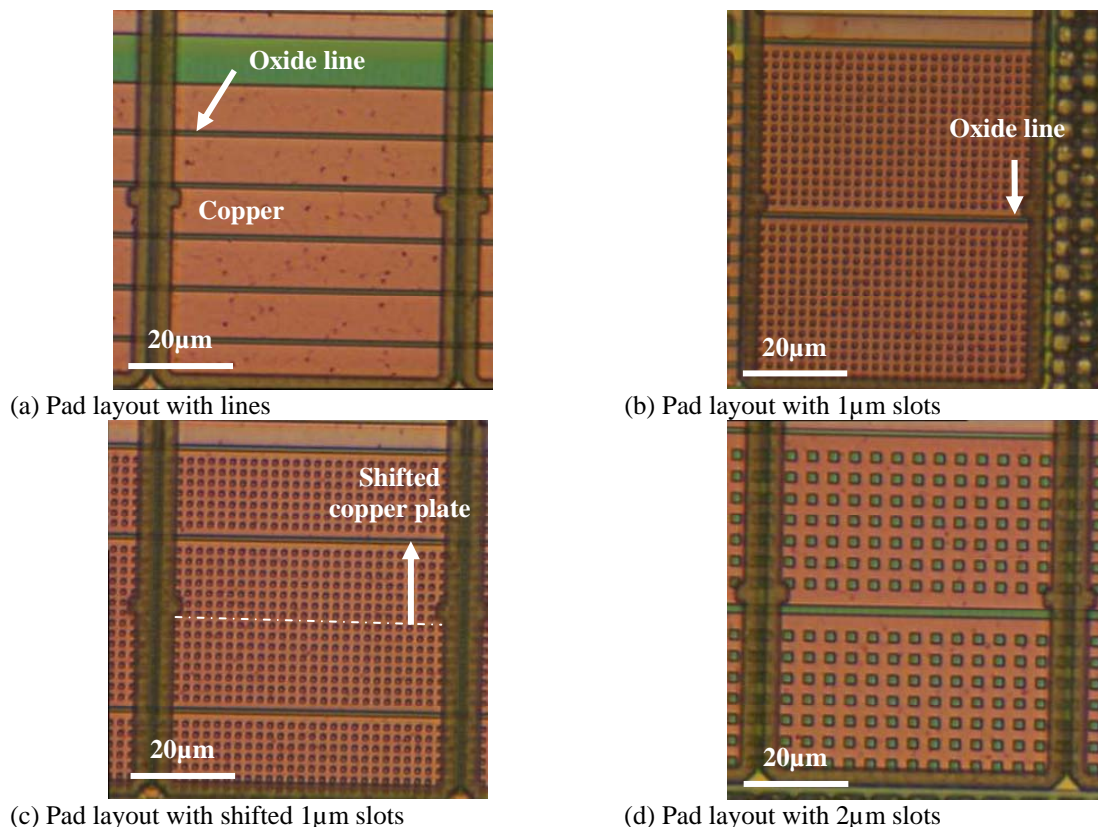 Oxide line
Copper
20µm
(a) Pad layout with lines
Oxide line
20µm
(b) Pad layout with 1µm slots
Shifted
copper plate
20µm
(c) Pad layout with shifted 1µm slots
20µm
(d) Pad layout with 2µm slots